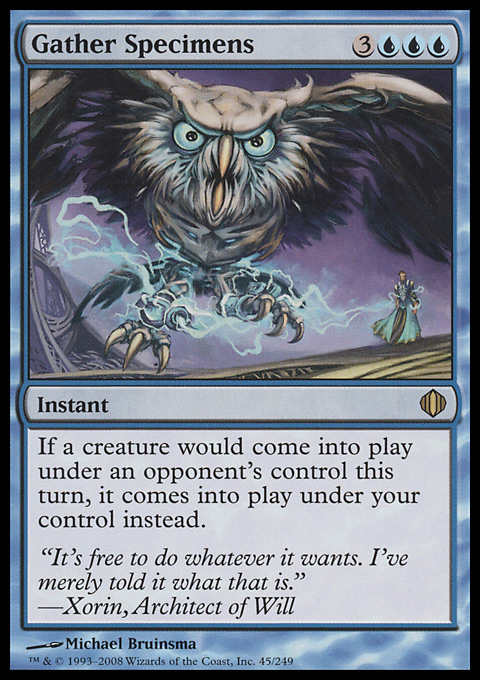 Gather Specimens 3
Instant
If a creature would come into play
under an opponent's control this
turn, it comes into play under your
control instead.
"It's free to do whatever it wants. I've
merely told it what that is."
—Xorin, Architect of Will
Michael Bruinsma
™ & © 1993–2008 Wizards of the Coast, Inc. 45/249